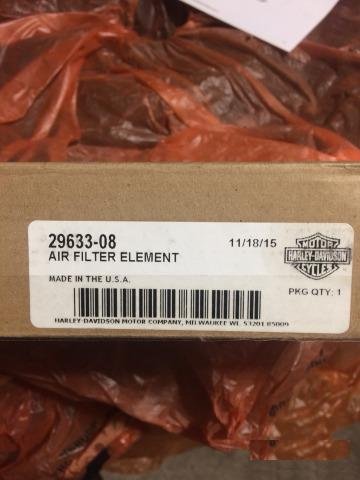 29633-08
11/18/15
AIR FILTER ELEMENT
MADE IN THE U.S.A.
MOTOR
HARLEY-DAVIDSON
CYCLES
PKG QTY: 1
HARLEY-DAVIDSON MOTOR COMPANY, MILWAUKEE WI, 53201 85009